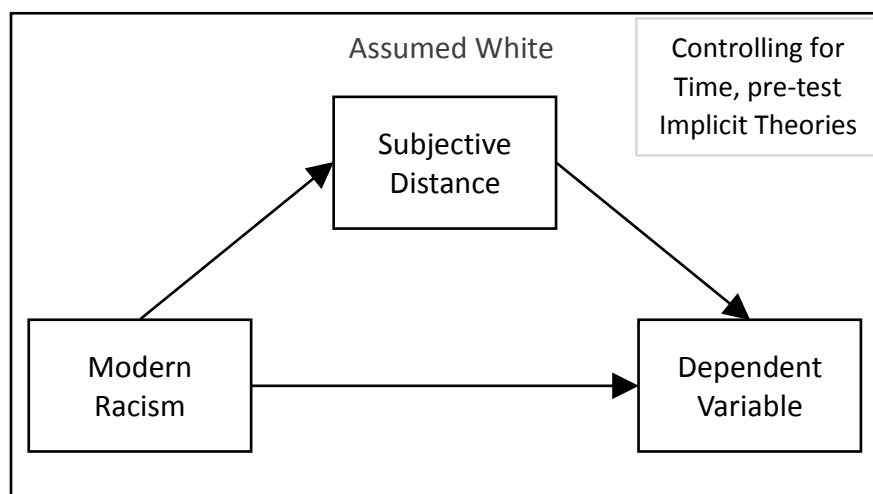 Assumed White
Controlling for
Time, pre-test
Implicit Theories
Subjective
Distance
Modern
Racism
Dependent
Variable